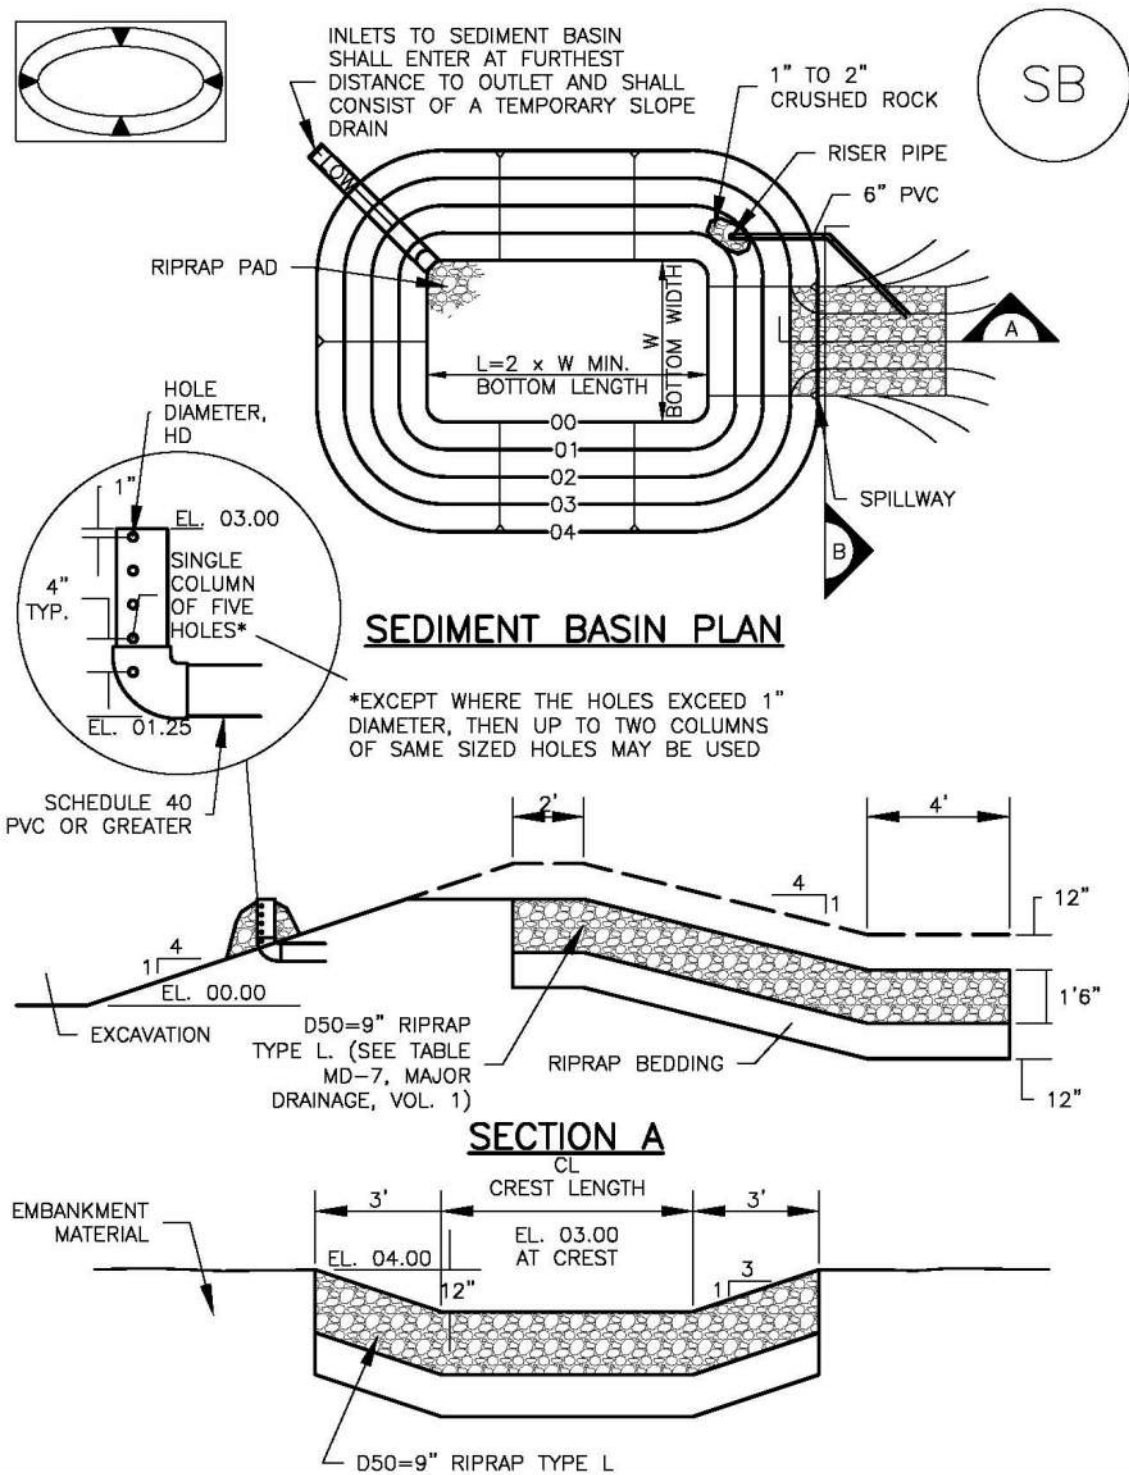 INLETS TO SEDIMENT BASIN
SHALL ENTER AT FURTHEST
DISTANCE TO OUTLET AND SHALL
CONSIST OF A TEMPORARY SLOPE
DRAIN
1" TO 2"
CRUSHED ROCK
SB
RISER PIPE
6" PVC
FLOW
RIPRAP PAD
W
BOTTOM WIDTH
L=2 x W MIN.
BOTTOM LENGTH
A
00
01
02
03
04
SPILLWAY
B
HOLE
DIAMETER,
HD
1"
EL. 03.00
SINGLE
COLUMN
OF FIVE
HOLES*
4"
TYP.
EL. 01.25
SEDIMENT BASIN PLAN
*EXCEPT WHERE THE HOLES EXCEED 1"
DIAMETER, THEN UP TO TWO COLUMNS
OF SAME SIZED HOLES MAY BE USED
SCHEDULE 40
PVC OR GREATER
2'
4'
4
1
12"
4
1
EL. 00.00
1'6"
EXCAVATION
D50=9" RIPRAP
TYPE L. (SEE TABLE
MD-7, MAJOR
DRAINAGE, VOL. 1)
RIPRAP BEDDING
12"
SECTION A
CL
CREST LENGTH
3'
3'
EMBANKMENT
MATERIAL
EL. 03.00
AT CREST
EL. 04.00
12"
3
1
D50=9" RIPRAP TYPE L